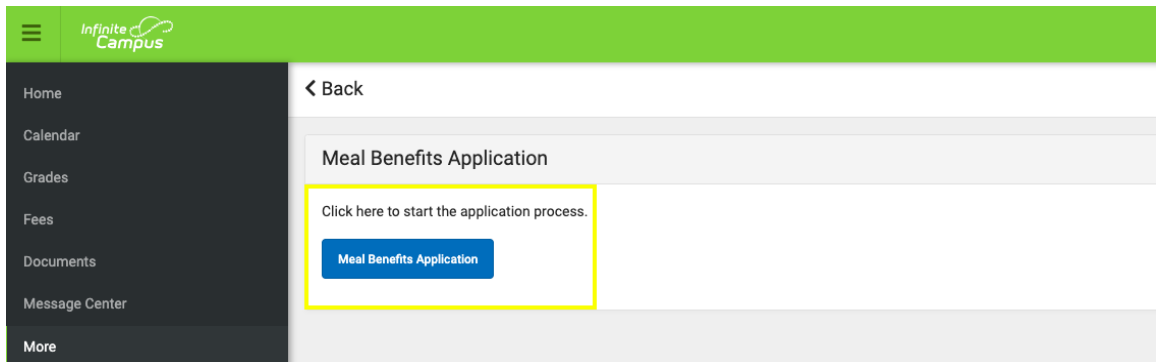 Infinite
Campus
Home
Calendar
Grades
Fees
Documents
Message Center
More
Back
Meal Benefits Application
Click here to start the application process.
Meal Benefits Application